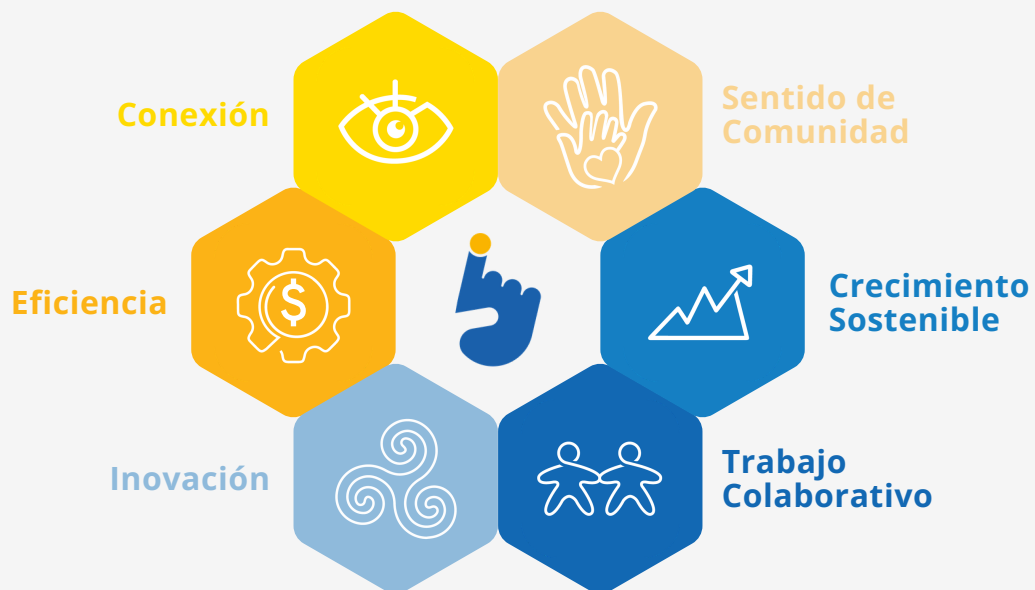 Conexión
Sentido de
Comunidad
Eficiencia
$
Crecimiento
Sostenible
Inovación
Trabajo
Colaborativo